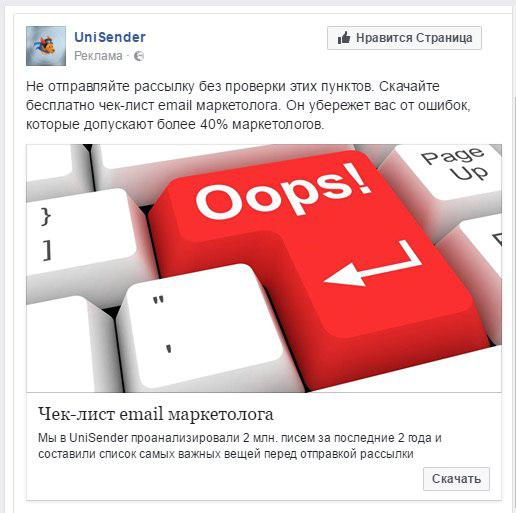 UniSender
Нравится Страница
Реклама ·
Не отправляйте рассылку без проверки этих пунктов. Скачайте
бесплатно чек-лист email маркетолога. Он убережет вас от ошибок,
которые допускают более 40% маркетологов.
Oops!
Page
Up
}
]
"
,
Чек-лист email маркетолога
Мы в UniSender проанализировали 2 млн. писем за последние 2 года и
составили список самых важных вещей перед отправкой рассылки
Скачать